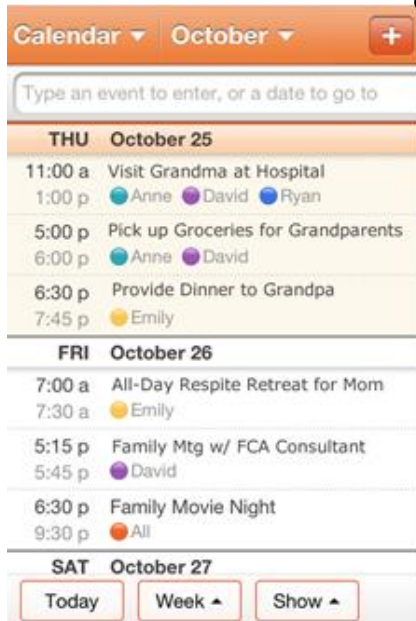 Calendar October +
Type an event to enter, or a date to go to
THU October 25
11:00 a Visit Grandma at Hospital
1:00 p Anne David Ryan
5:00 p Pick up Groceries for Grandparents
6:00 p Anne David
6:30 p Provide Dinner to Grandpa
7:45 p Emily
FRI October 26
7:00 a All-Day Respite Retreat for Mom
7:30 a Emily
5:15 p Family Mtg w/ FCA Consultant
5:45 p David
6:30 p Family Movie Night
9:30 p All
SAT October 27
Today Week Show